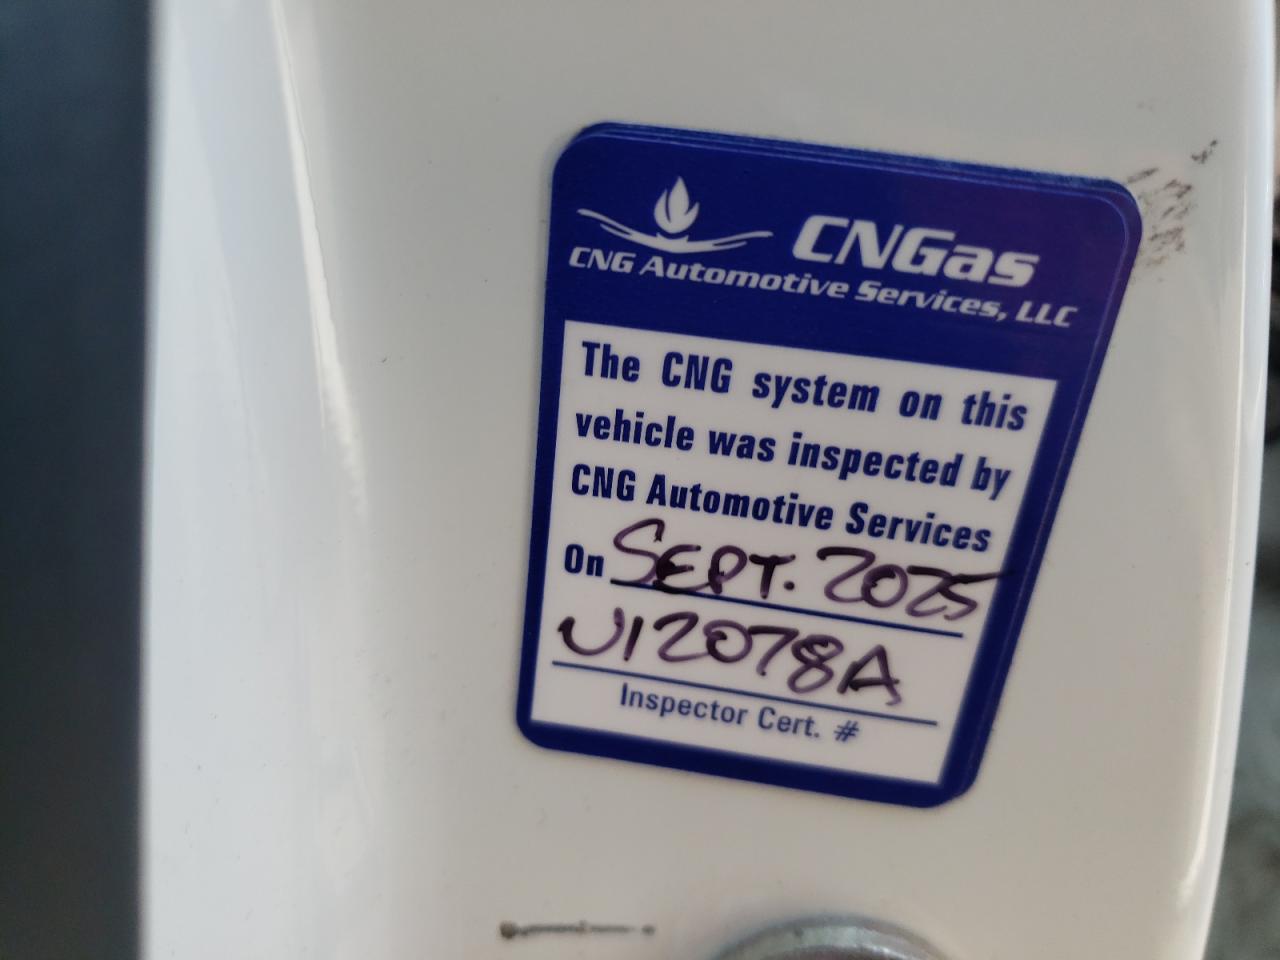 CNGas
CNG Automotive Services, LLC
The CNG system on this
vehicle was inspected by
CNG Automotive Services
On SEPT. 2025
U12078A
Inspector Cert. #